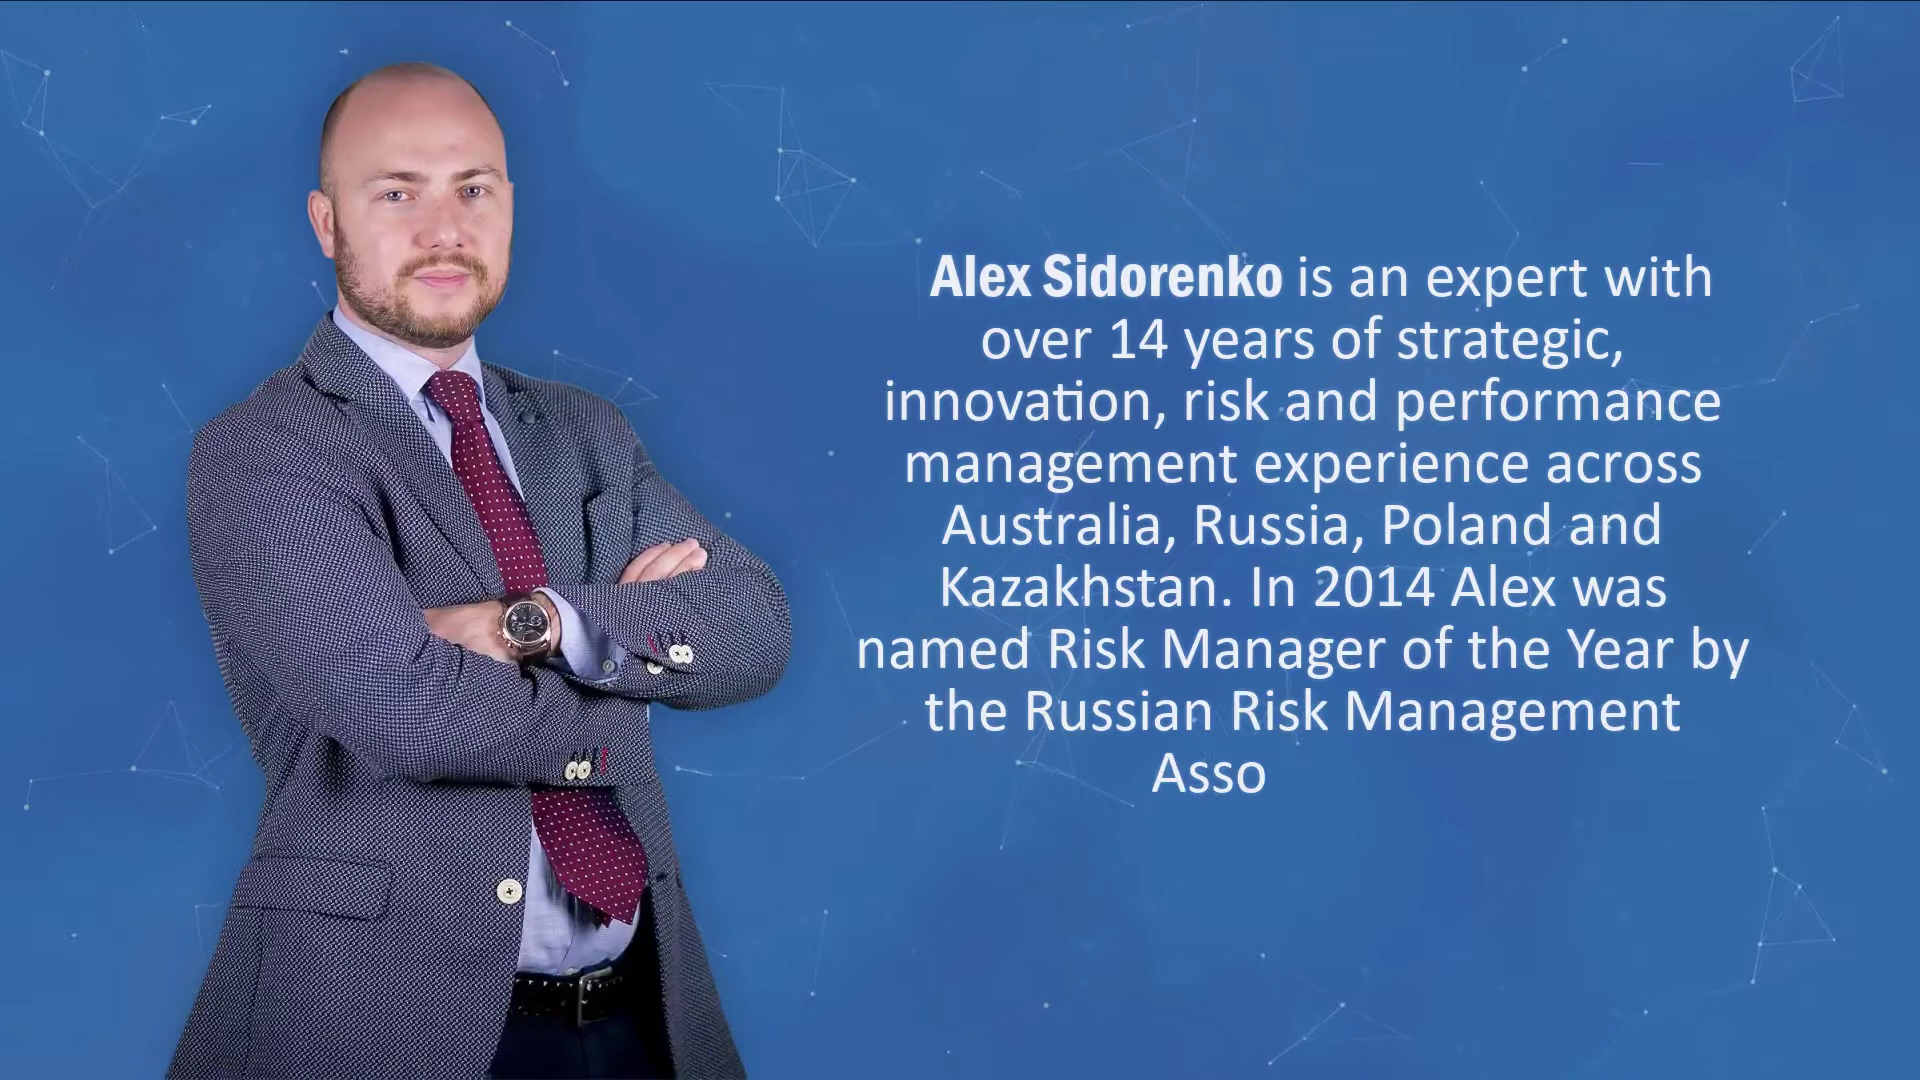 Alex Sidorenko is an expert with
over 14 years of strategic,
innovation, risk and performance
management experience across
Australia, Russia, Poland and
Kazakhstan. In 2014 Alex was
named Risk Manager of the Year by
the Russian Risk Management
Asso